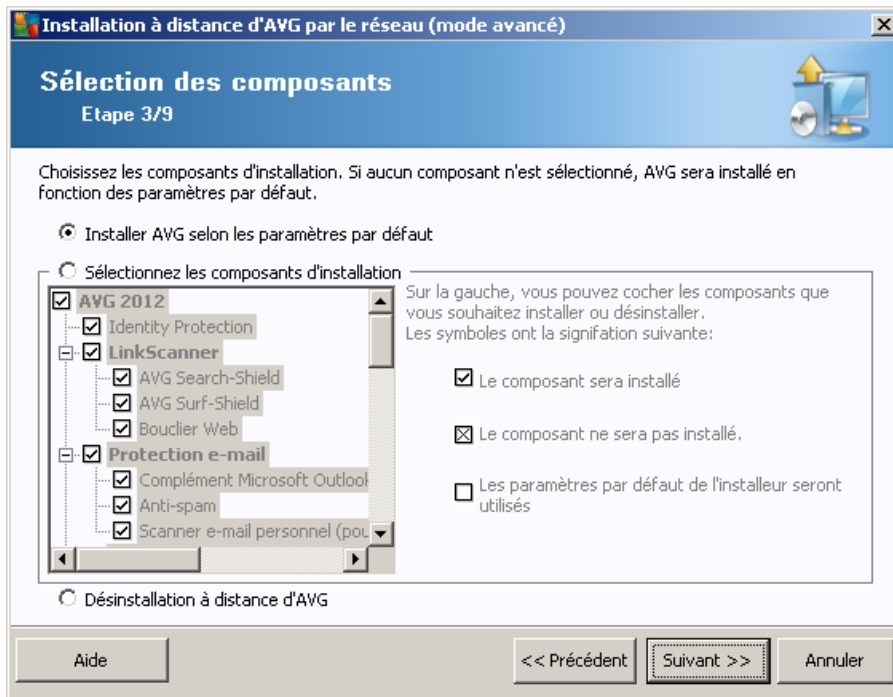 Installation à distance d'AVG par le réseau (mode avancé)
Sélection des composants
Etape 3/9
Choisissez les composants d'installation. Si aucun composant n'est sélectionné, AVG sera installé en
fonction des paramètres par défaut.
Installer AVG selon les paramètres par défaut
Sélectionnez les composants d'installation
AVG 2012
Identity Protection
LinkScanner
AVG Search-Shield
AVG Surf-Shield
Bouclier Web
Protection e-mail
Complément Microsoft Outlook
Anti-spam
Scanner e-mail personnel (pou
Sur la gauche, vous pouvez cocher les composants que
vous souhaitez installer ou désinstaller.
Les symboles ont la signifation suivante:
Le composant sera installé
Le composant ne sera pas installé.
Les paramètres par défaut de l'installeur seront
utilisés
Désinstallation à distance d'AVG
Aide
<< Précédent
Suivant >>
Annuler